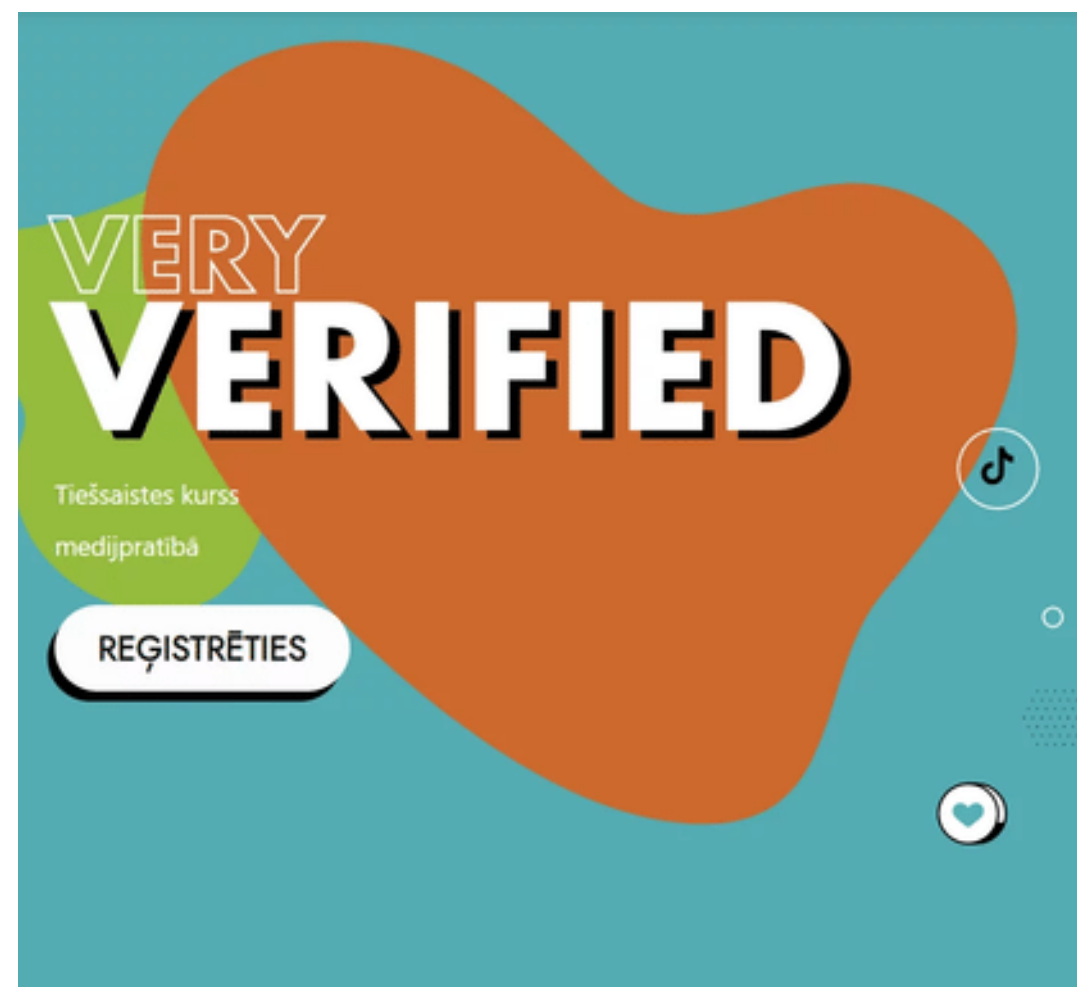 VERY
VERIFIED
Tiešsaistes kurss
medijpratībā
REĢISTRĒTIES